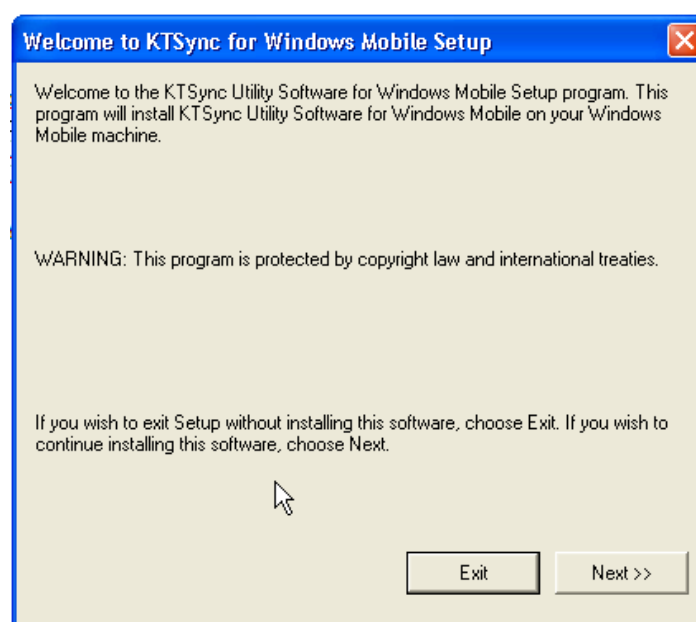 Welcome to KTSync for Windows Mobile Setup
Welcome to the KTSync Utility Software for Windows Mobile Setup program. This
program will install KTSync Utility Software for Windows Mobile on your Windows
Mobile machine.
WARNING: This program is protected by copyright law and international treaties.
If you wish to exit Setup without installing this software, choose Exit. If you wish to
continue installing this software, choose Next.
Exit
Next >>